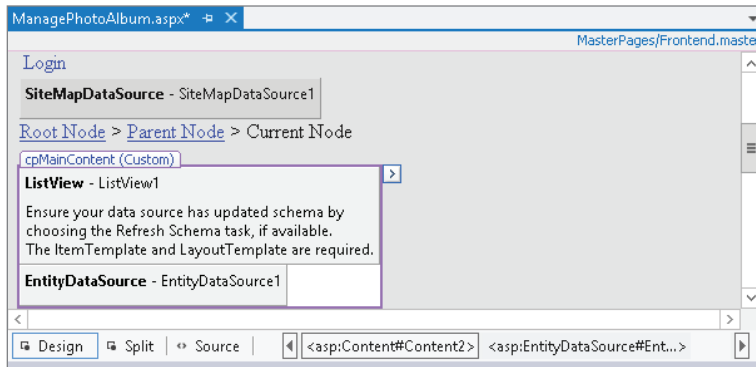 ManagePhotoAlbum.aspx*
MasterPages/Frontend.maste
Login
SiteMapDataSource - SiteMapDataSource1
Root Node > Parent Node > Current Node
cpMainContent (Custom)
ListView - ListView1
Ensure your data source has updated schema by
choosing the Refresh Schema task, if available.
The ItemTemplate and LayoutTemplate are required.
EntityDataSource - EntityDataSource1
Design Split Source <asp:Content#Content2> <asp:EntityDataSource#Ent...>